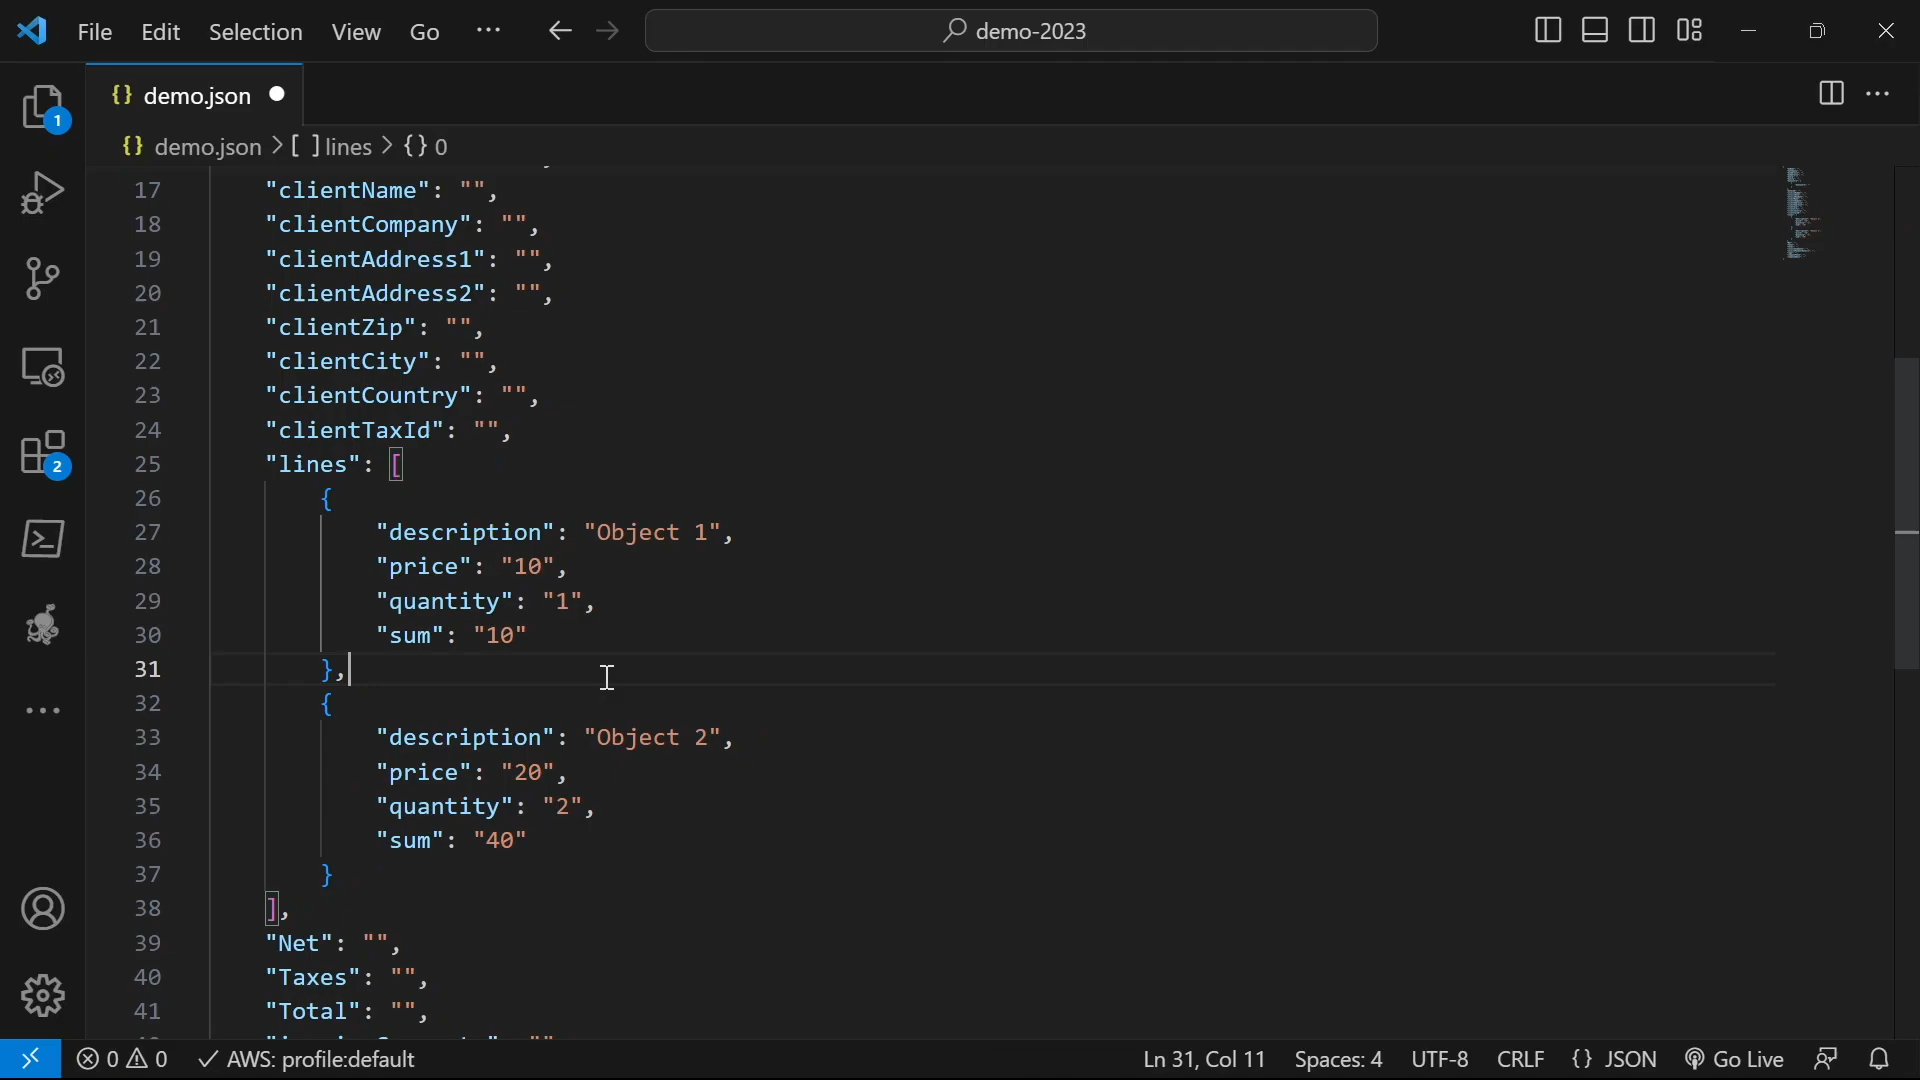 File Edit Selection View Go ··· demo-2023
{} demo.json
{} demo.json > [ ] lines > {} 0
17 "clientName": "",
18 "clientCompany": "",
19 "clientAddress1": "",
20 "clientAddress2": "",
21 "clientZip": "",
22 "clientCity": "",
23 "clientCountry": "",
24 "clientTaxId": "",
25 "lines": [
26 {
27 "description": "Object 1",
28 "price": "10",
29 "quantity": "1",
30 "sum": "10"
31 },
32 {
33 "description": "Object 2",
34 "price": "20",
35 "quantity": "2",
36 "sum": "40"
37 }
38 ],
39 "Net": "",
40 "Taxes": "",
41 "Total": "",
1
2
0 0 AWS: profile:default Ln 31, Col 11 Spaces: 4 UTF-8 CRLF {} JSON Go Live